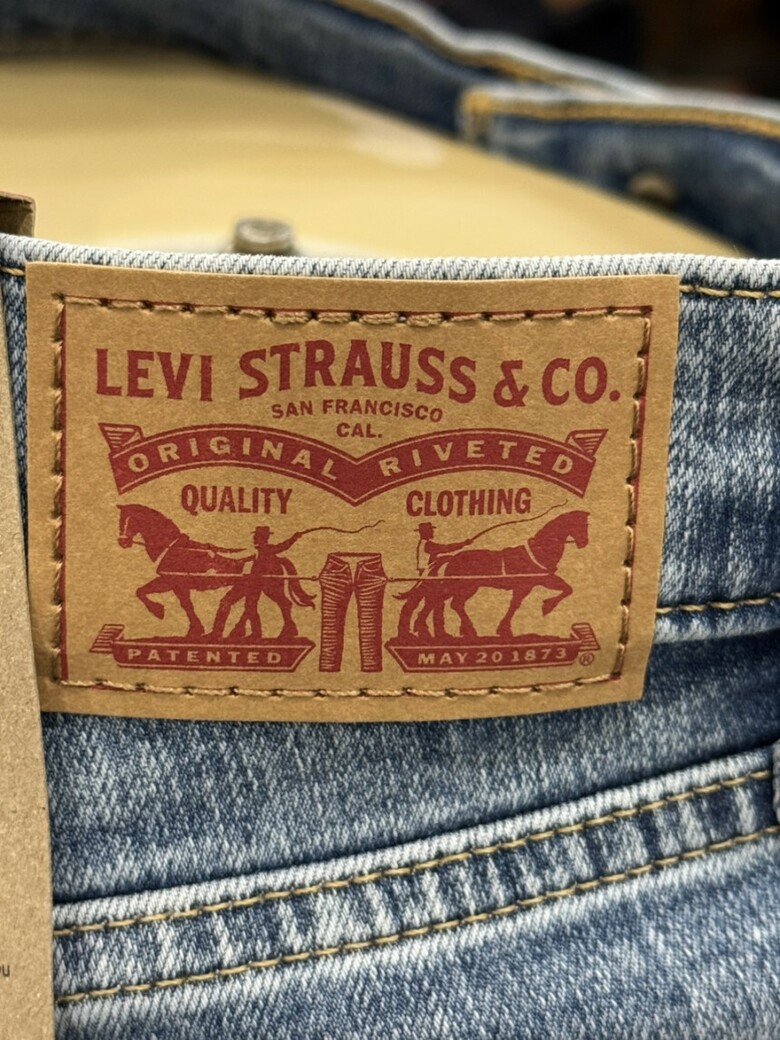 LEVI STRAUSS & CO.
SAN FRANCISCO
CAL.
ORIGINAL RIVETED
QUALITY CLOTHING
PATENTED MAY 20 1873 ®